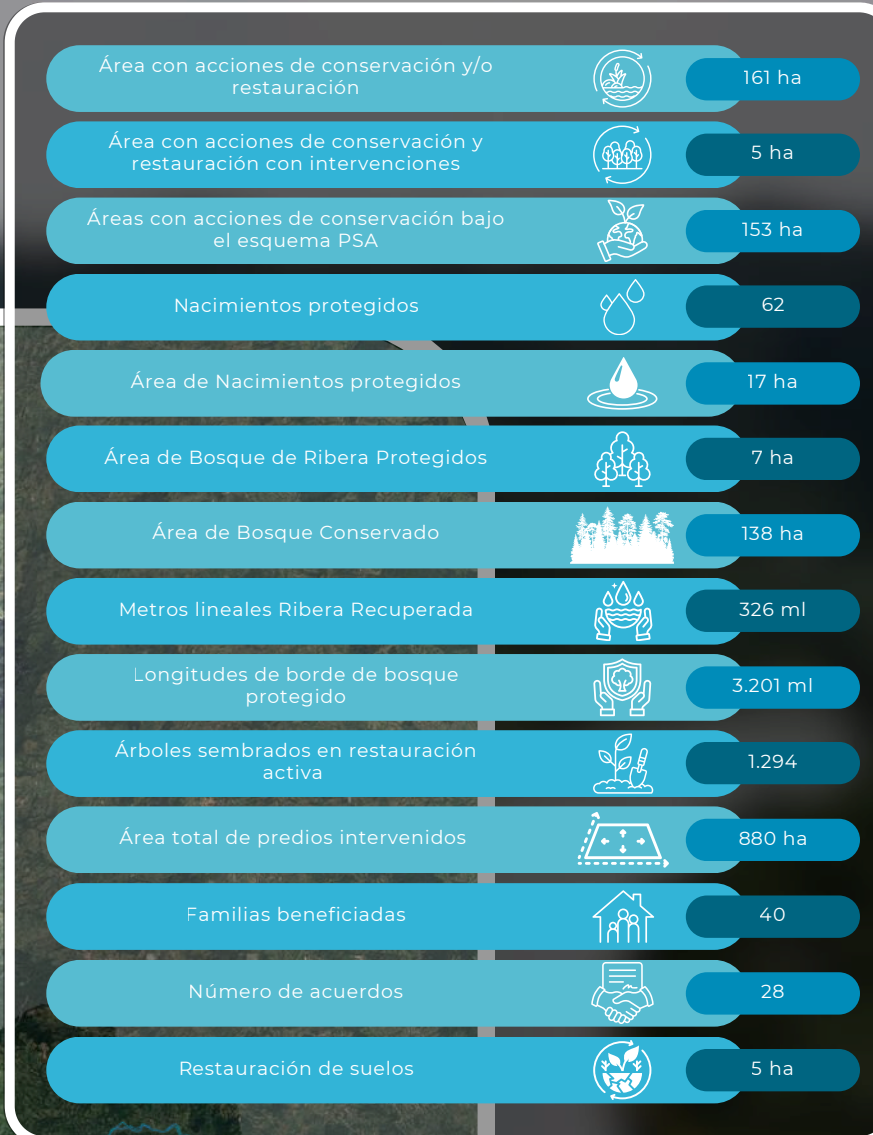 Área con acciones de conservación y/o
restauración
161 ha
Área con acciones de conservación y
restauración con intervenciones
5 ha
Áreas con acciones de conservación bajo
el esquema PSA
153 ha
Nacimientos protegidos
62
Área de Nacimientos protegidos
17 ha
Área de Bosque de Ribera Protegidos
7 ha
Área de Bosque Conservado
138 ha
Metros lineales Ribera Recuperada
326 ml
Longitudes de borde de bosque
protegido
3.201 ml
Árboles sembrados en restauración
activa
1.294
Área total de predios intervenidos
880 ha
Familias beneficiadas
40
Número de acuerdos
28
Restauración de suelos
5 ha